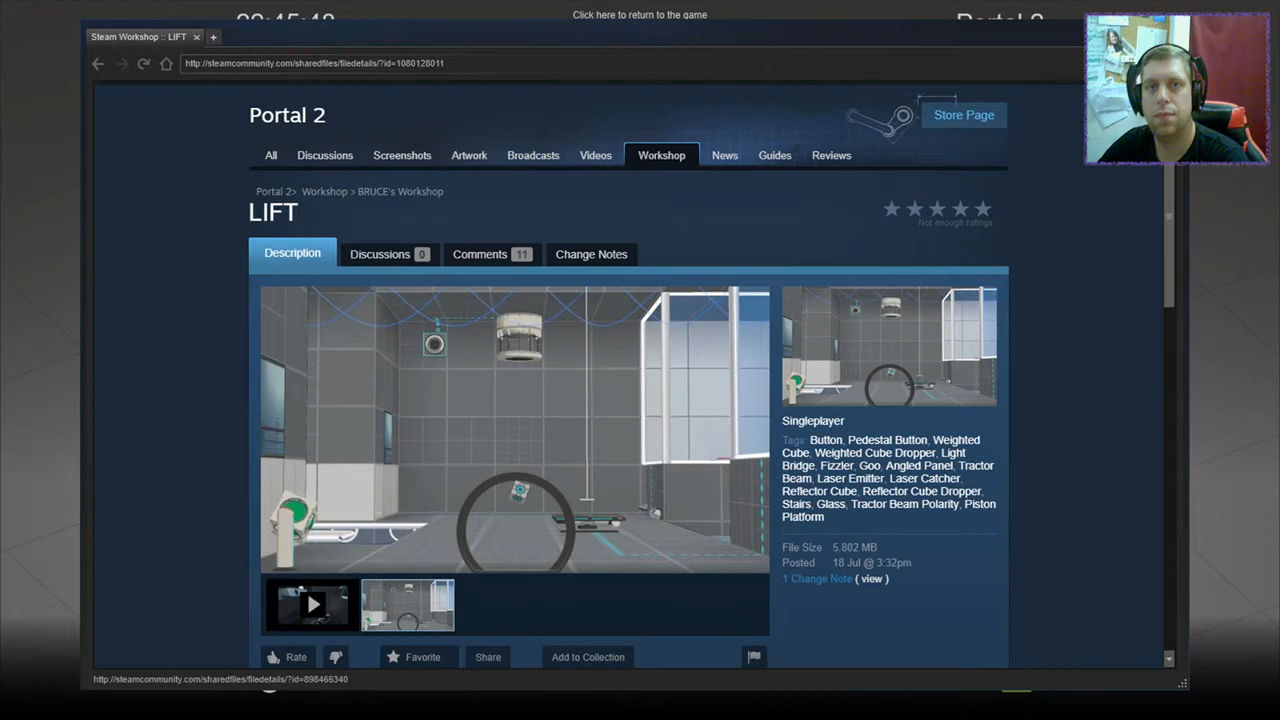 Click here to return to the game
22:45:48
Portal 2
Steam Workshop :: LIFT
http://steamcommunity.com/sharedfiles/filedetails/?id=1080128011
Portal 2
Store Page
All Discussions Screenshots Artwork Broadcasts Videos Workshop News Guides Reviews
Portal 2> Workshop > BRUCE's Workshop
LIFT
Not enough ratings
Description Discussions 0 Comments 11 Change Notes
Singleplayer
Tags: Button, Pedestal Button, Weighted
Cube, Weighted Cube Dropper, Light
Bridge, Fizzler, Goo, Angled Panel, Tractor
Beam, Laser Emitter, Laser Catcher,
Reflector Cube, Reflector Cube Dropper,
Stairs, Glass, Tractor Beam Polarity, Piston
Platform
File Size 5.802 MB
Posted 18 Jul @ 3:32pm
1 Change Note ( view )
Rate Favorite Share Add to Collection
http://steamcommunity.com/sharedfiles/filedetails/?id=898466340